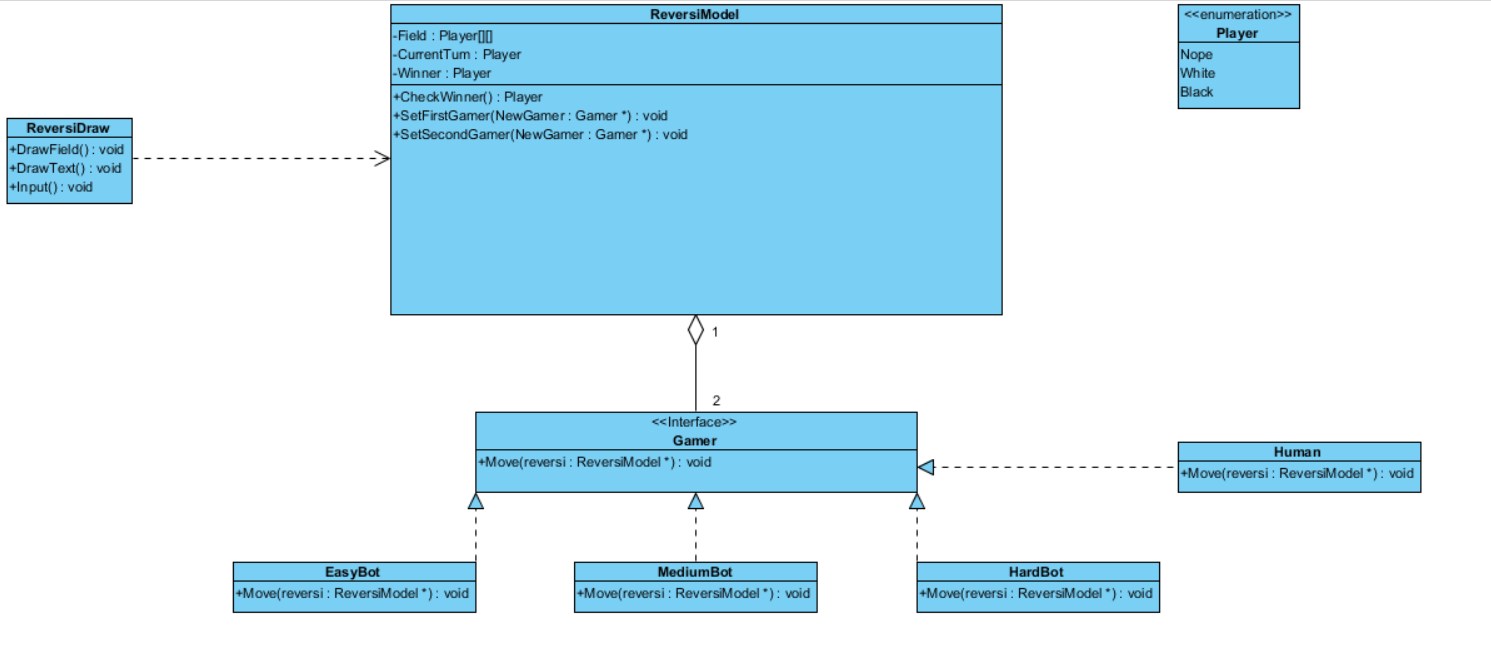 ReversiModel
-Field : Player[][]
-CurrentTurn : Player
-Winner : Player
+CheckWinner() : Player
+SetFirstGamer(NewGamer : Gamer *) : void
+SetSecondGamer(NewGamer : Gamer *) : void
<<enumeration>>
Player
Nope
White
Black
ReversiDraw
+DrawField() : void
+DrawText() : void
+Input() : void
1
2
<<Interface>>
Gamer
+Move(reversi : ReversiModel *) : void
Human
+Move(reversi : ReversiModel *) : void
EasyBot
+Move(reversi : ReversiModel *) : void
MediumBot
+Move(reversi : ReversiModel *) : void
HardBot
+Move(reversi : ReversiModel *) : void